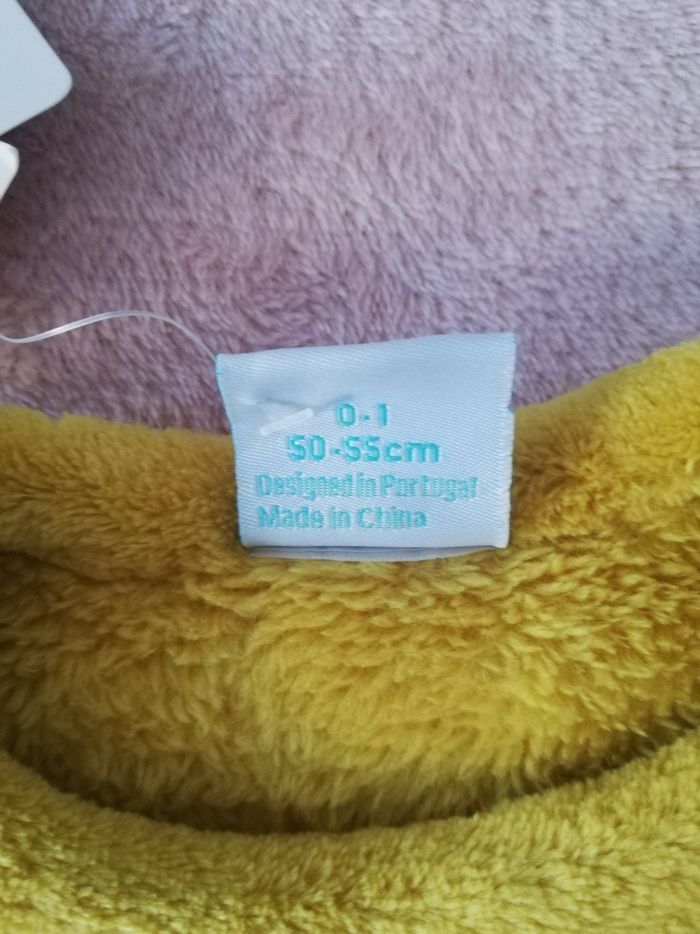 0-1
50-55cm
Designed in Portugal
Made in China